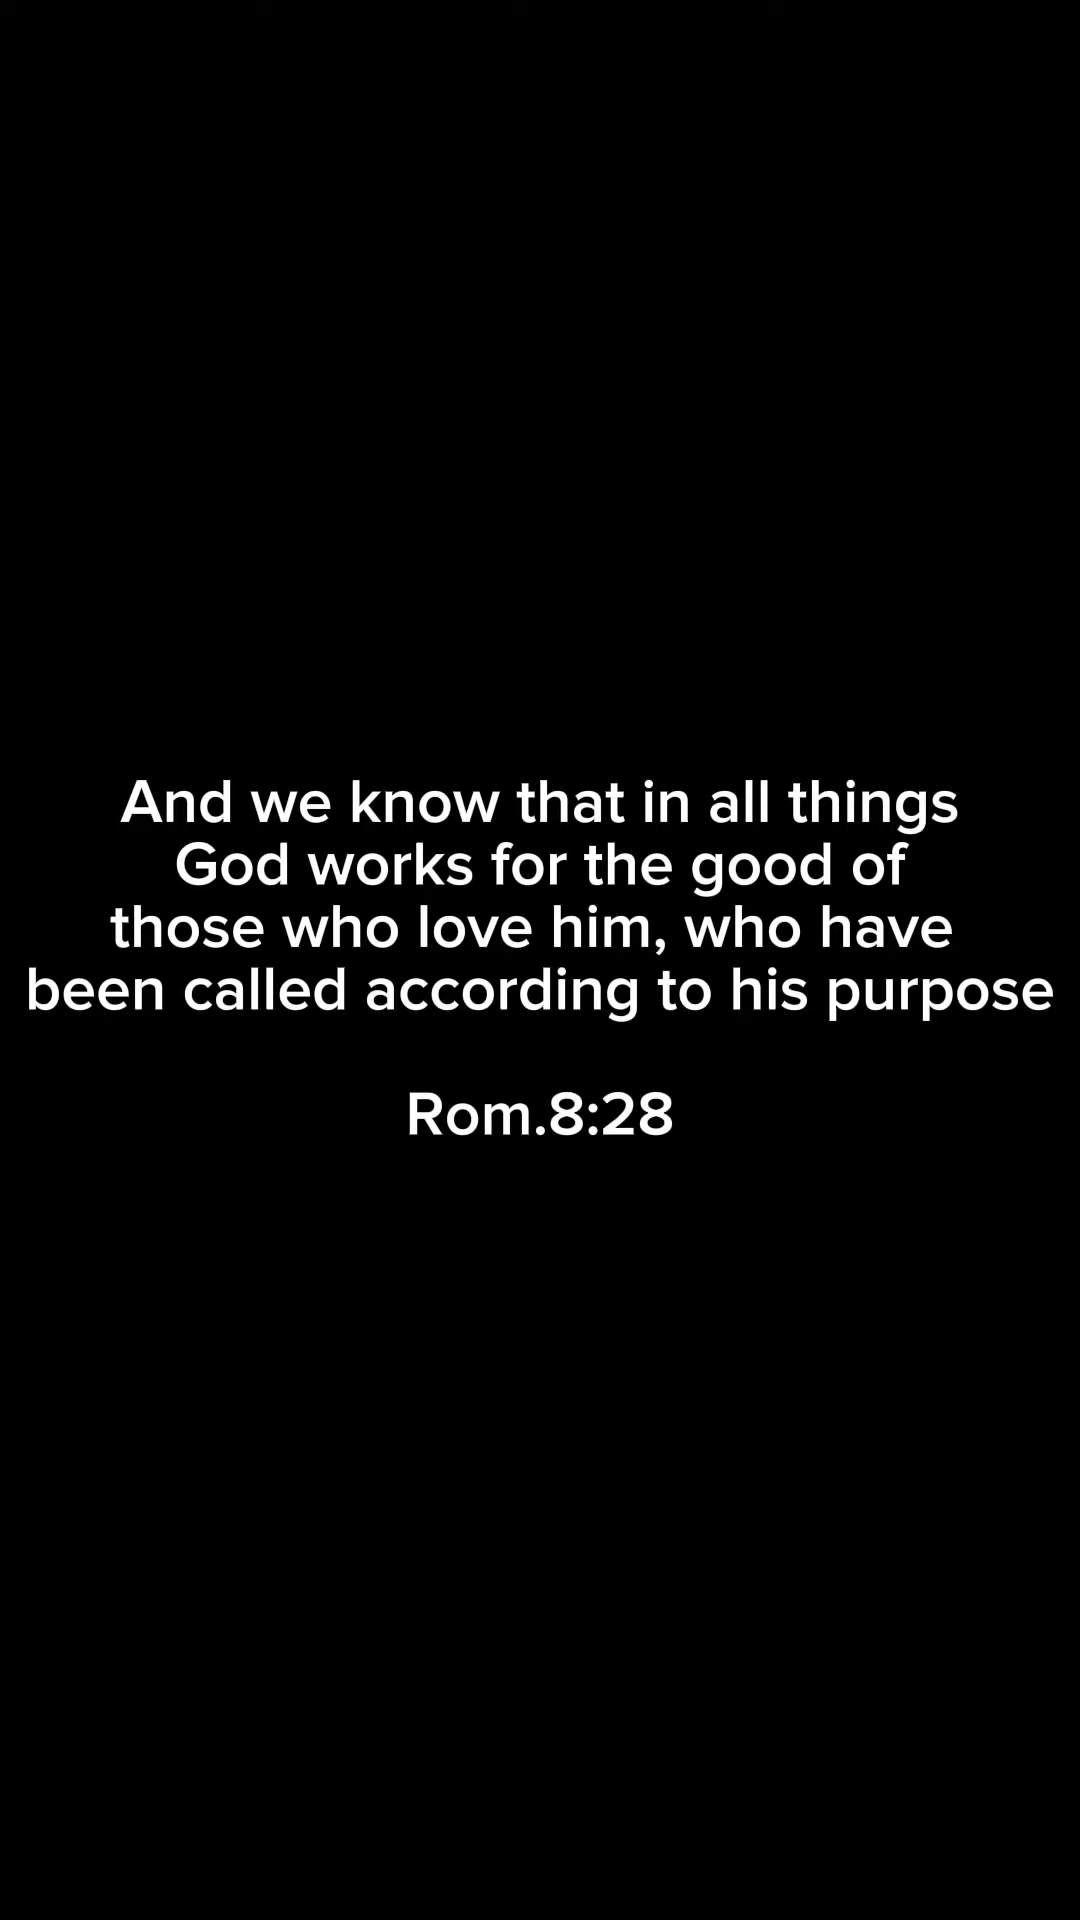 And we know that in all things
God works for the good of
those who love him, who have
been called according to his purpose
Rom.8:28